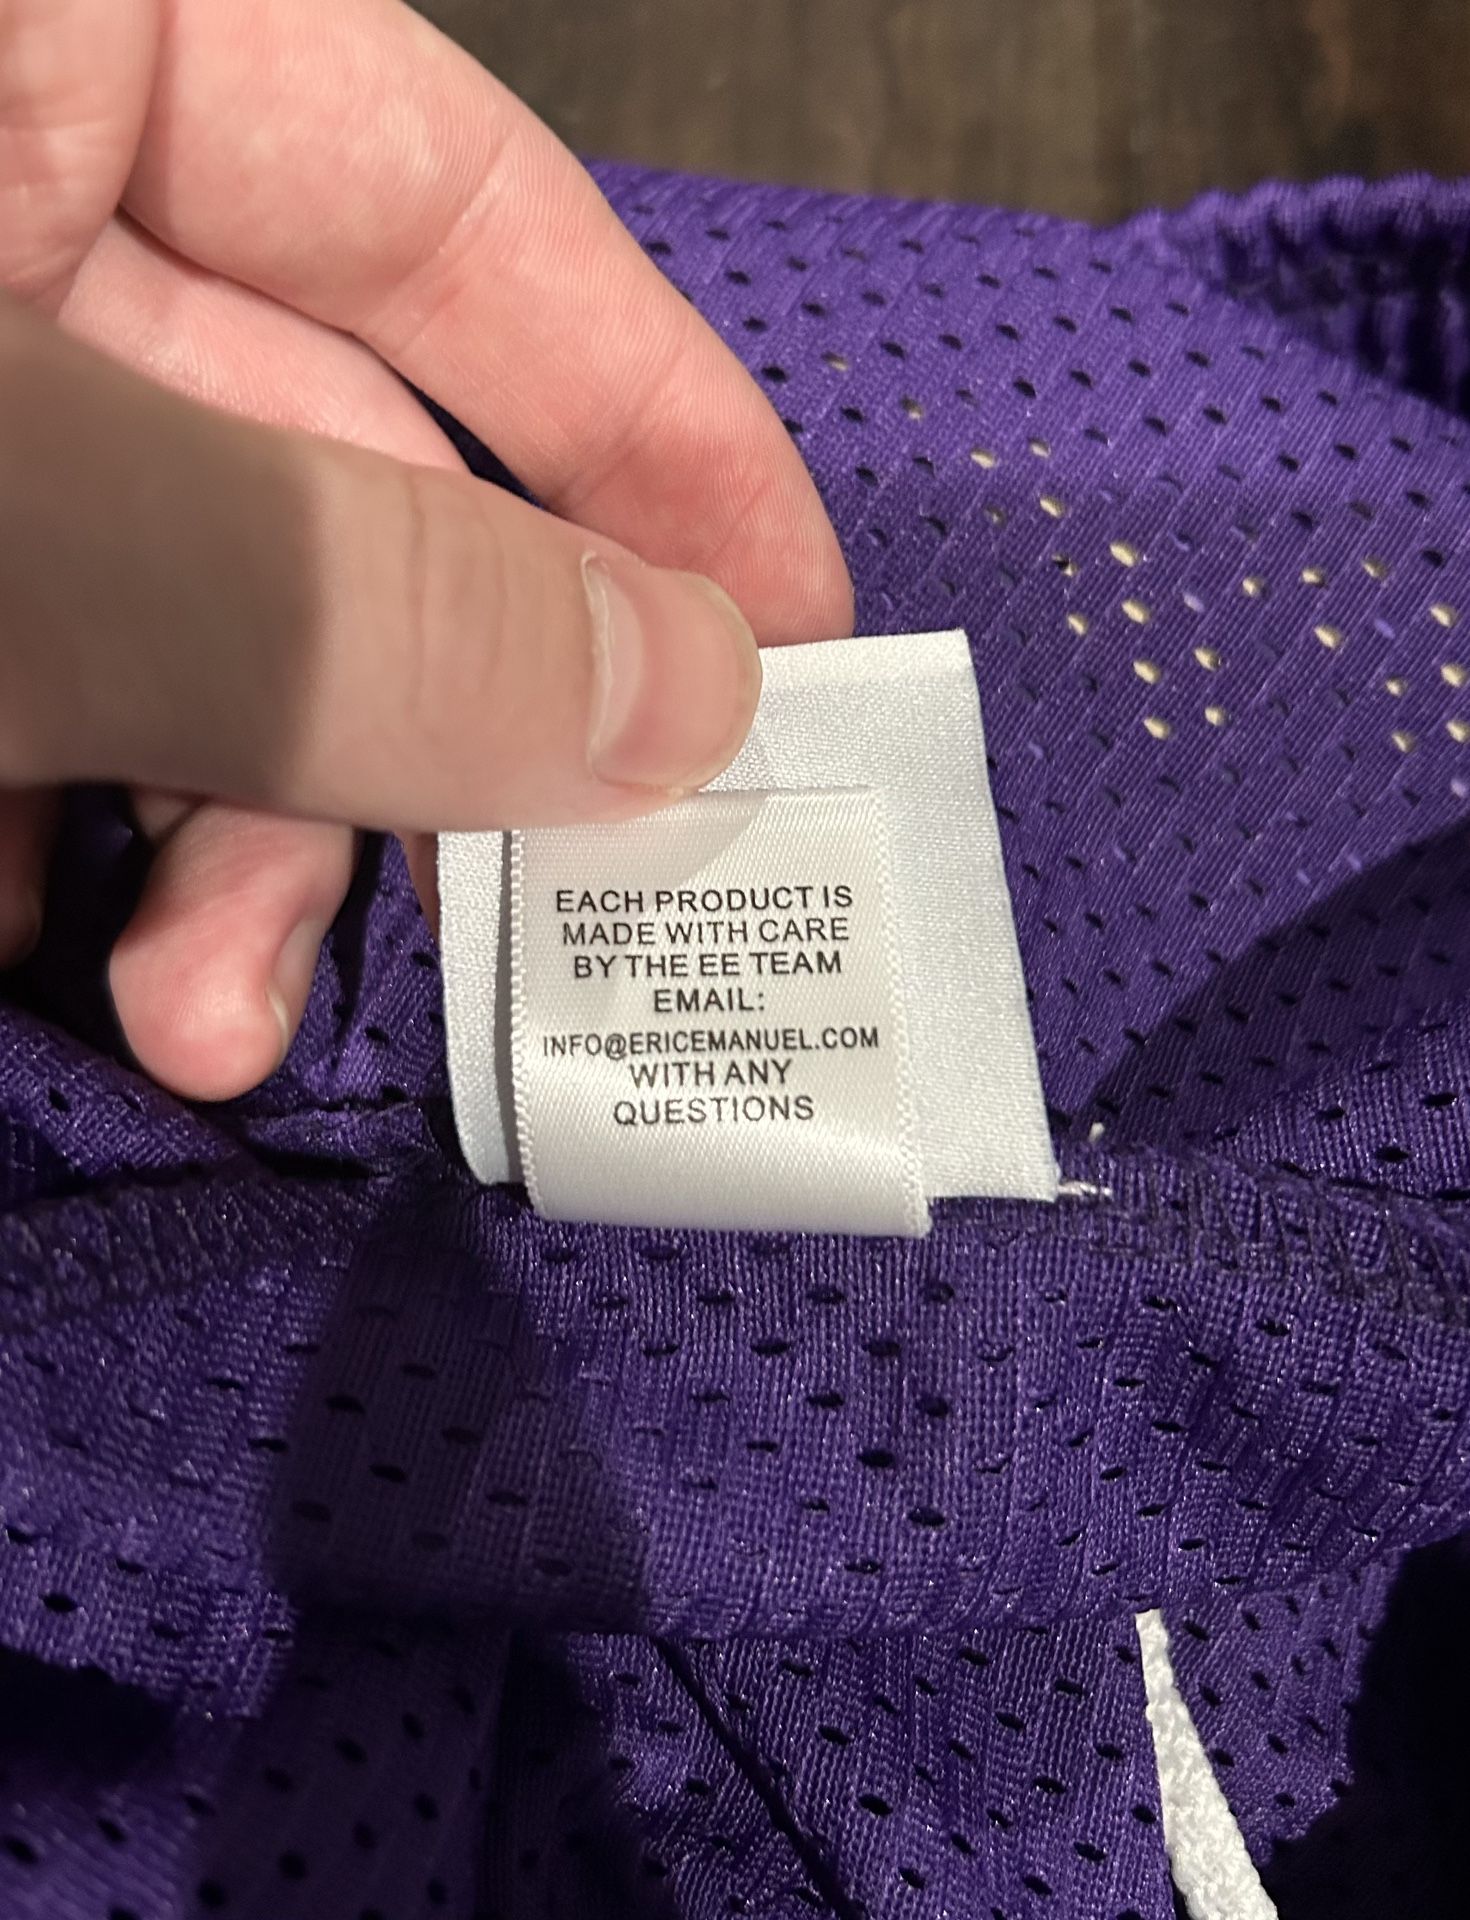 EACH PRODUCT IS
MADE WITH CARE
BY THE EE TEAM
EMAIL:
INFO@ERICEMANUEL.COM
WITH ANY
QUESTIONS